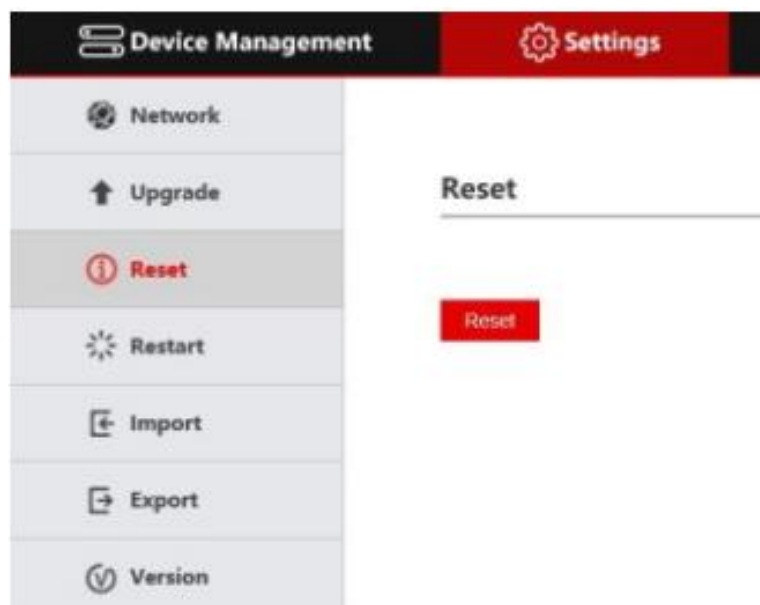 Device Management
Settings
Network
Upgrade
Reset
Restart
Import
Export
Version
Reset
Reset